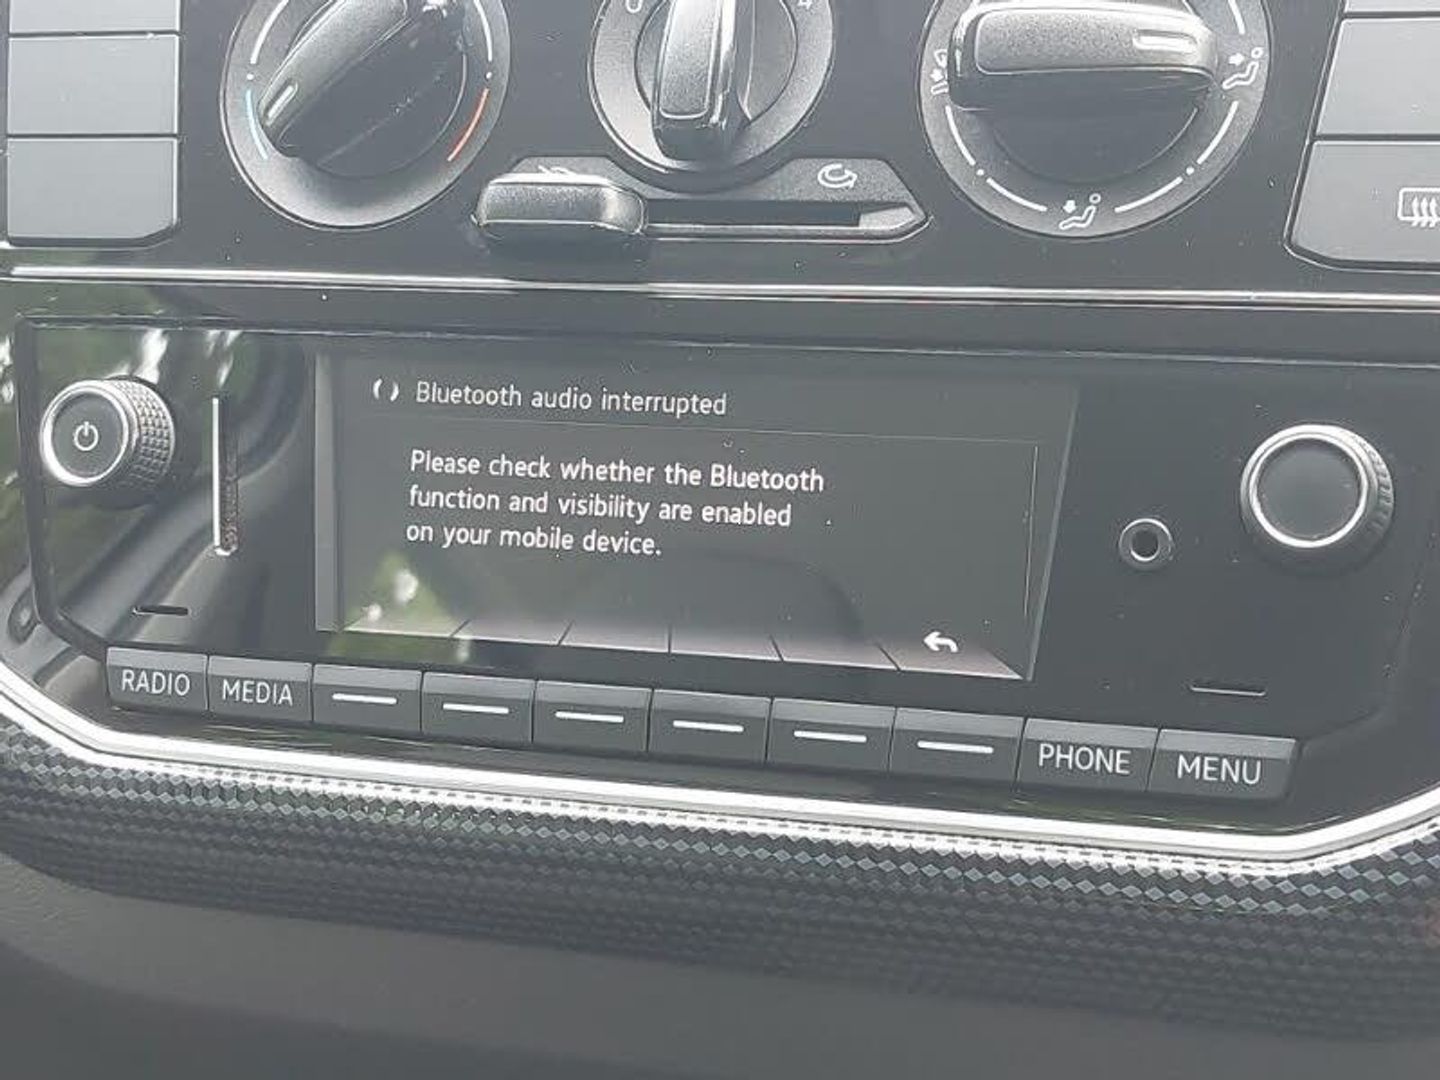 Bluetooth audio interrupted
Please check whether the Bluetooth
function and visibility are enabled
on your mobile device.
RADIO
MEDIA
PHONE
MENU